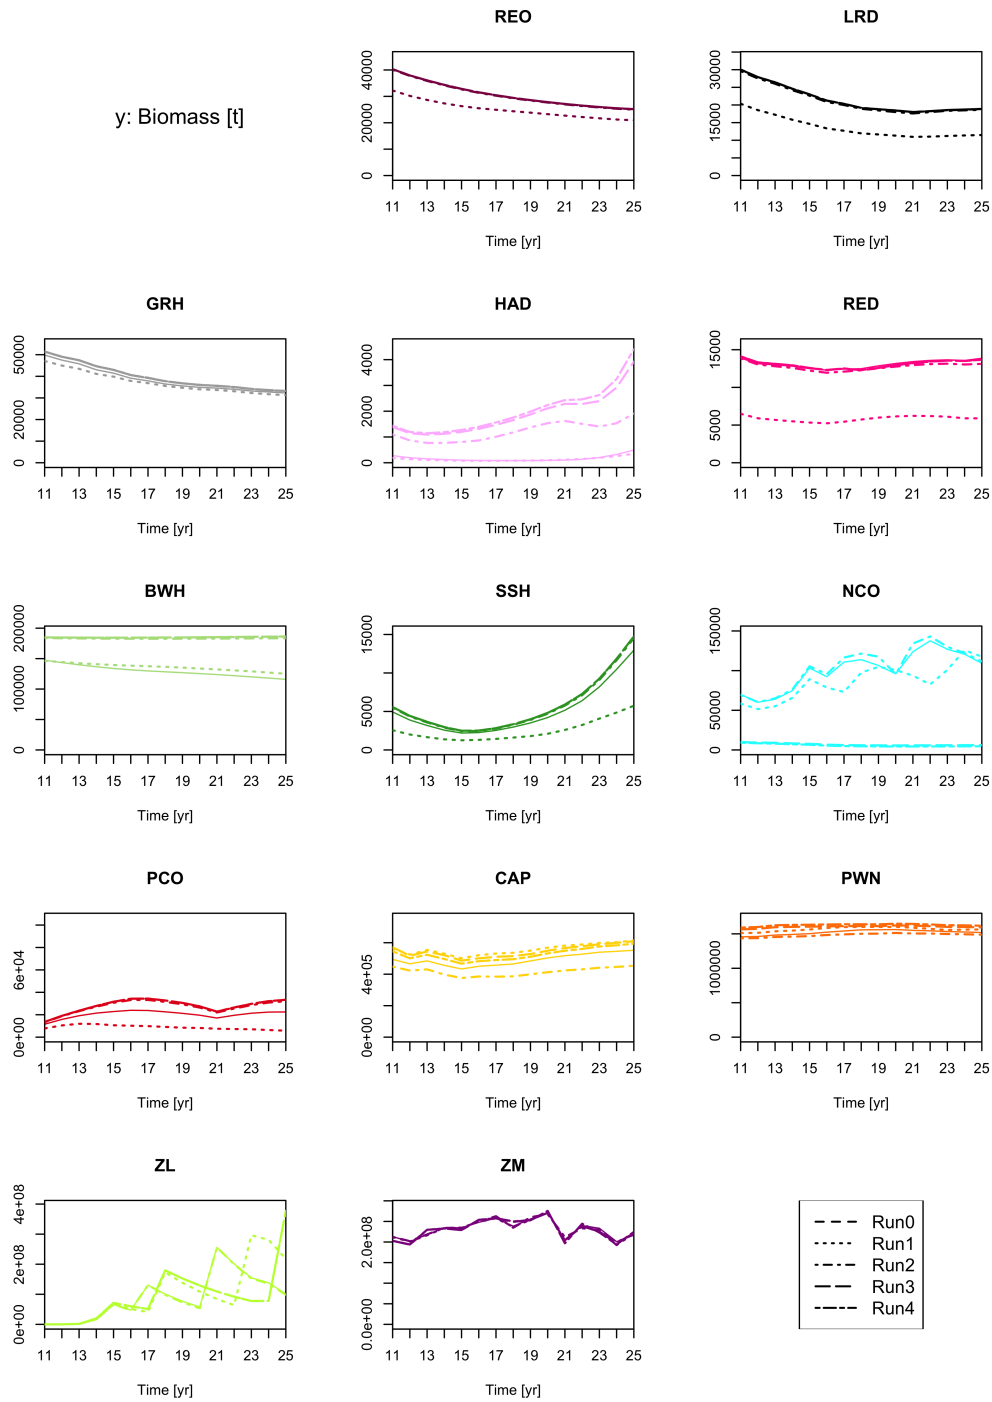 REO
LRD
y: Biomass [t]
0 20000 40000
11 13 15 17 19 21 23 25
Time [yr]
0 15000 30000
11 13 15 17 19 21 23 25
Time [yr]
GRH
HAD
RED
0 20000 50000
11 13 15 17 19 21 23 25
Time [yr]
0 2000 4000
11 13 15 17 19 21 23 25
Time [yr]
0 5000 15000
11 13 15 17 19 21 23 25
Time [yr]
BWH
SSH
NCO
0 100000 200000
11 13 15 17 19 21 23 25
Time [yr]
0 5000 15000
11 13 15 17 19 21 23 25
Time [yr]
0 50000 150000
11 13 15 17 19 21 23 25
Time [yr]
PCO
CAP
PWN
0e+00 6e+04
11 13 15 17 19 21 23 25
Time [yr]
0e+00 4e+05
11 13 15 17 19 21 23 25
Time [yr]
0 1000000
11 13 15 17 19 21 23 25
Time [yr]
ZL
ZM
0e+00 2e+08 4e+08
11 13 15 17 19 21 23 25
Time [yr]
0.0e+00 2.0e+08
11 13 15 17 19 21 23 25
Time [yr]
Run0
Run1
Run2
Run3
Run4